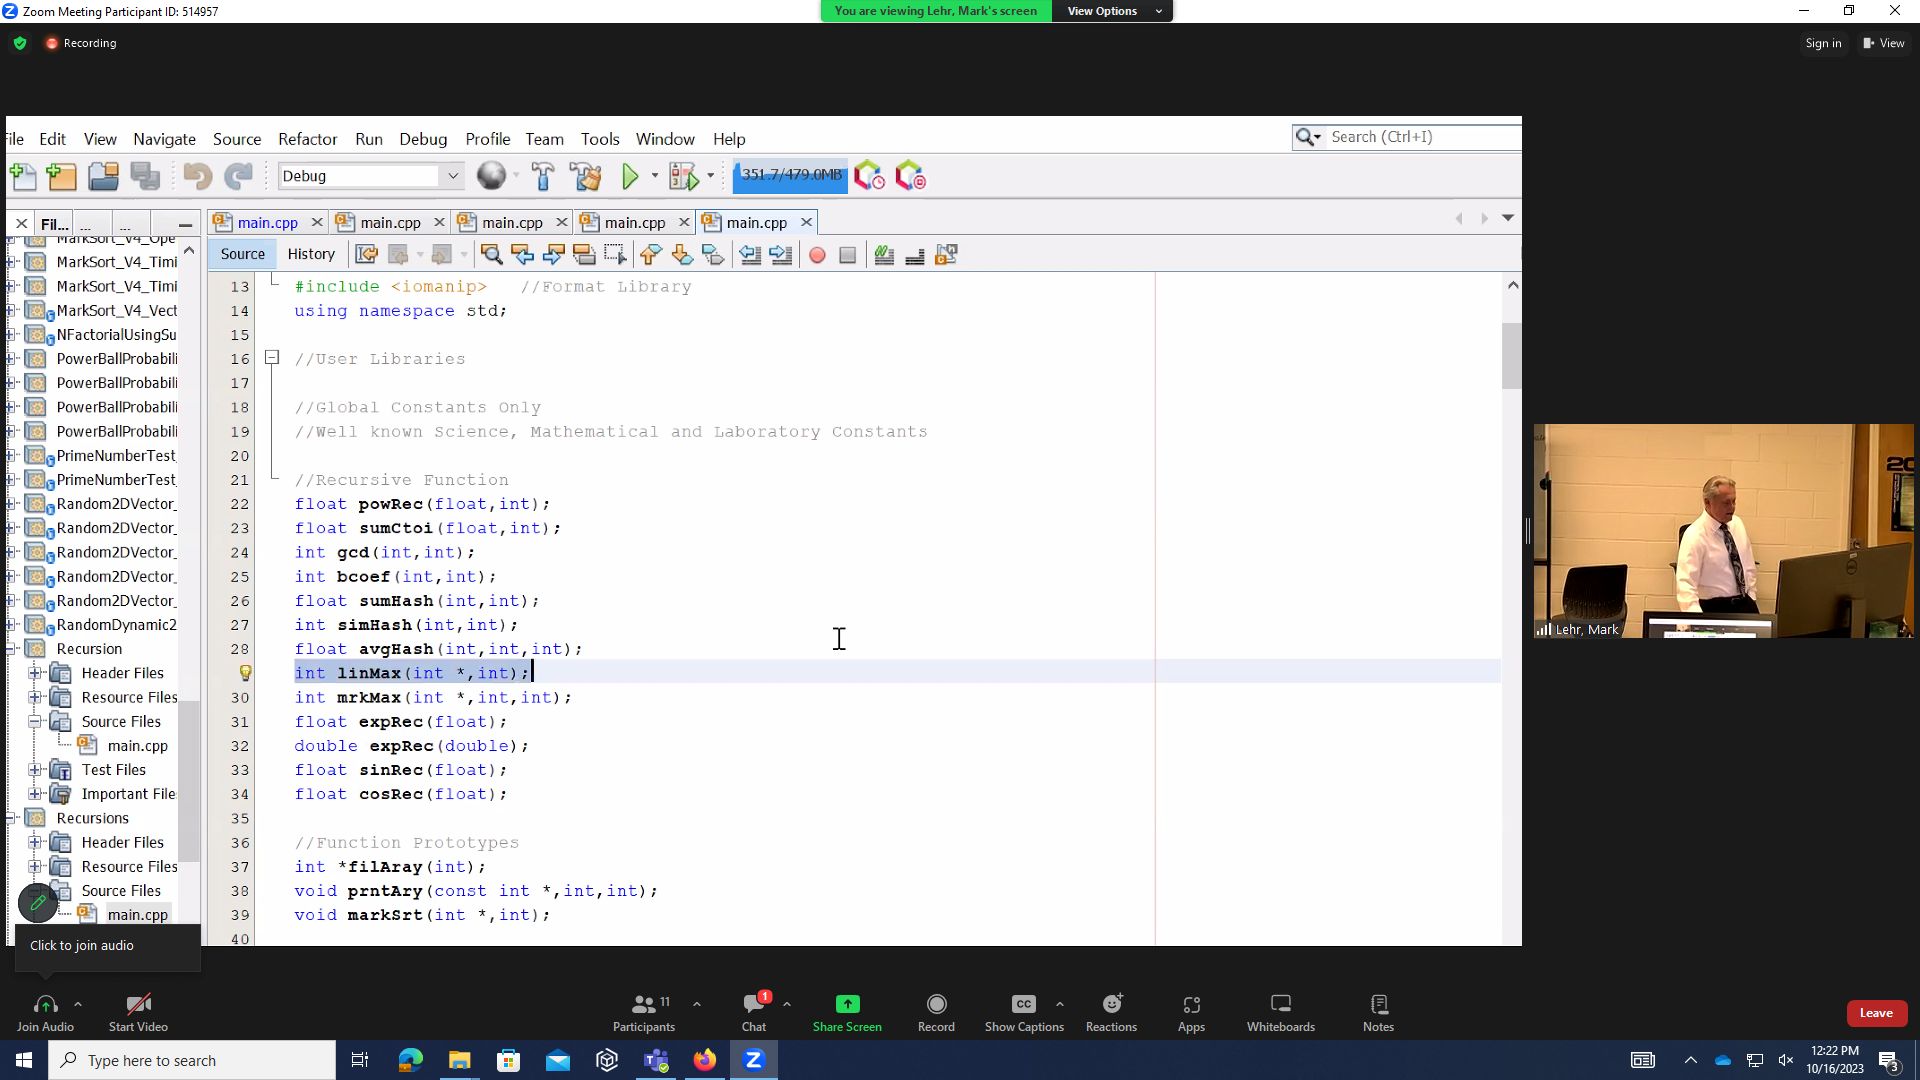 Zoom Meeting Participant ID: 514957
You are viewing Lehr, Mark's screen
View Options
Recording
Sign in
View
File Edit View Navigate Source Refactor Run Debug Profile Team Tools Window Help
Search (Ctrl+I)
Debug
351.7/479.0MB
Fil... ... ...
main.cpp main.cpp main.cpp main.cpp main.cpp
Source History
MarkSort_V4_Ope
MarkSort_V4_Timi
MarkSort_V4_Timi
MarkSort_V4_Vect
NFactorialUsingSu
PowerBallProbabili
PowerBallProbabili
PowerBallProbabili
PowerBallProbabili
PrimeNumberTest_
PrimeNumberTest_
Random2DVector_
Random2DVector_
Random2DVector_
Random2DVector_
Random2DVector_
RandomDynamic2
Recursion
Header Files
Resource Files
Source Files
main.cpp
Test Files
Important File
Recursions
Header Files
Resource Files
Source Files
main.cpp
13 #include <iomanip> //Format Library
14 using namespace std;
15
16 //User Libraries
17
18 //Global Constants Only
19 //Well known Science, Mathematical and Laboratory Constants
20
21 //Recursive Function
22 float powRec(float,int);
23 float sumCtoi(float,int);
24 int gcd(int,int);
25 int bcoef(int,int);
26 float sumHash(int,int);
27 int simHash(int,int);
28 float avgHash(int,int,int);
int linMax(int *,int);
30 int mrkMax(int *,int,int);
31 float expRec(float);
32 double expRec(double);
33 float sinRec(float);
34 float cosRec(float);
35
36 //Function Prototypes
37 int *filAray(int);
38 void prntAry(const int *,int,int);
39 void markSrt(int *,int);
40
Lehr, Mark
Click to join audio
Join Audio
Start Video
11
Participants
1
Chat
Share Screen
Record
CC
Show Captions
Reactions
Apps
Whiteboards
Notes
Leave
Type here to search
12:22 PM
10/16/2023
3